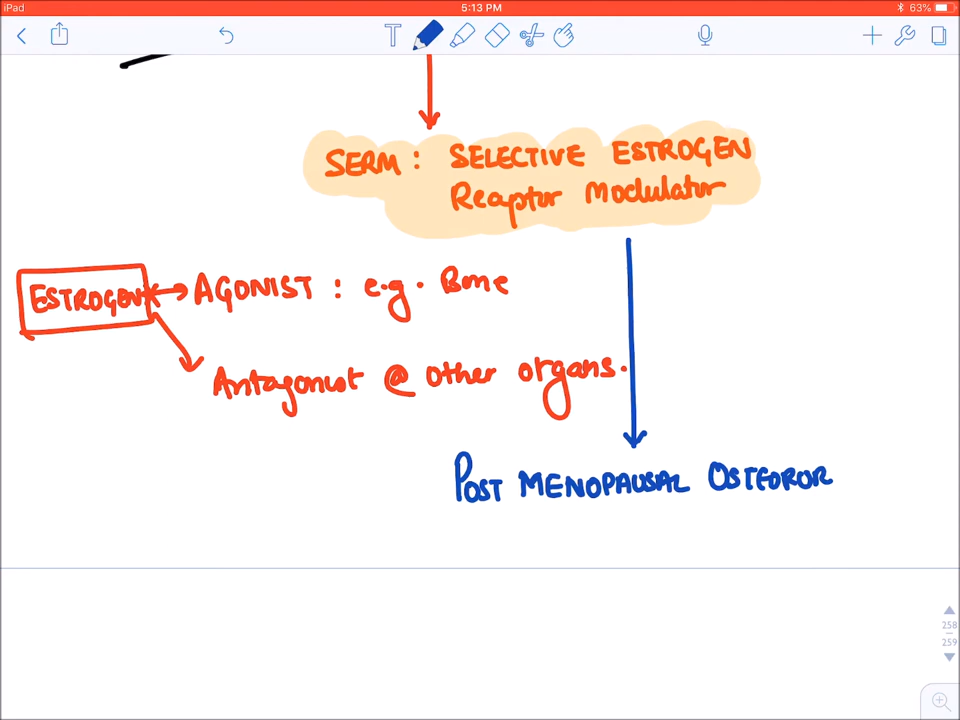 iPad
5:13 PM
63%
T
SERM : SELECTIVE ESTROGEN
Receptor Modulator
ESTROGEN → AGONIST : e.g. Bone
Antagonist @ other organs.
POST MENOPAUSAL OSTEOROR
258
259